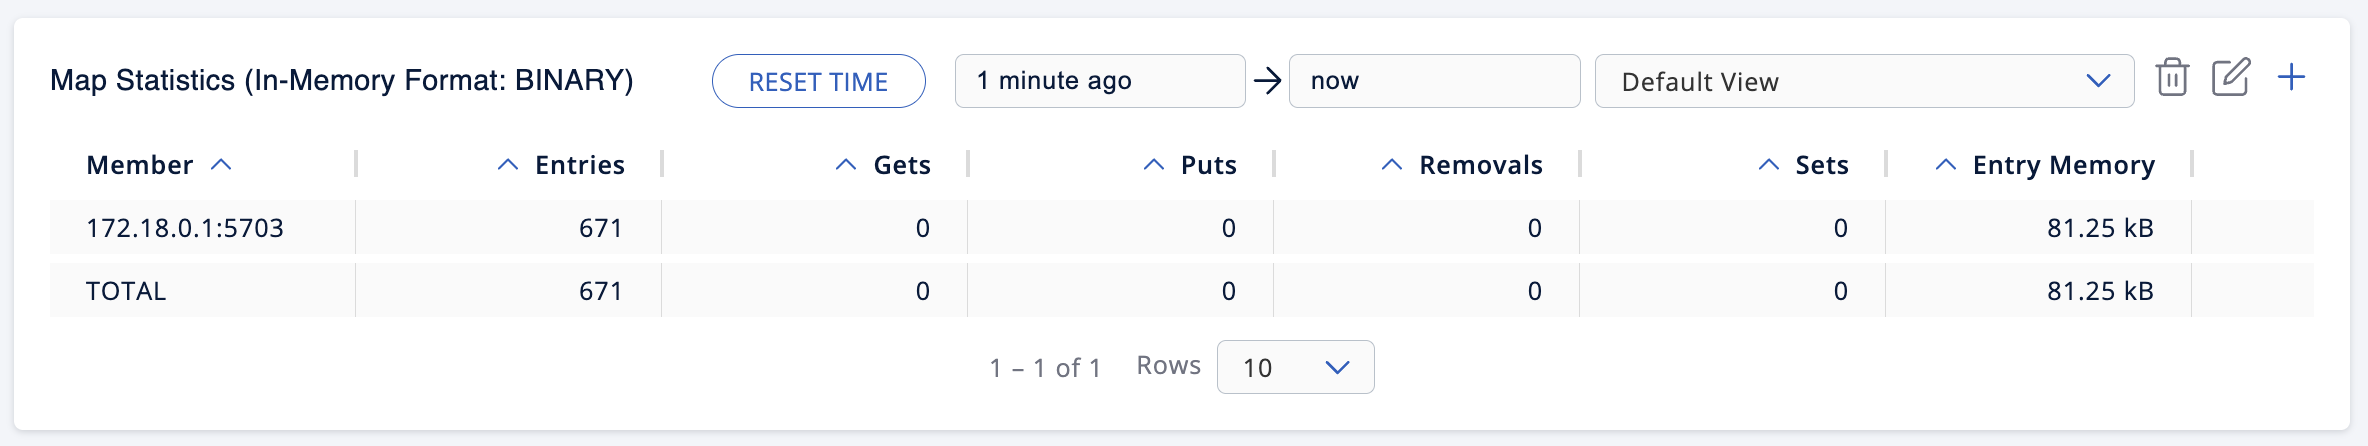 Map Statistics (In-Memory Format: BINARY) RESET TIME 1 minute ago now Default View
Member Entries Gets Puts Removals Sets Entry Memory
172.18.0.1:5703 671 0 0 0 0 81.25 kB
TOTAL 671 0 0 0 0 81.25 kB
1 – 1 of 1 Rows 10